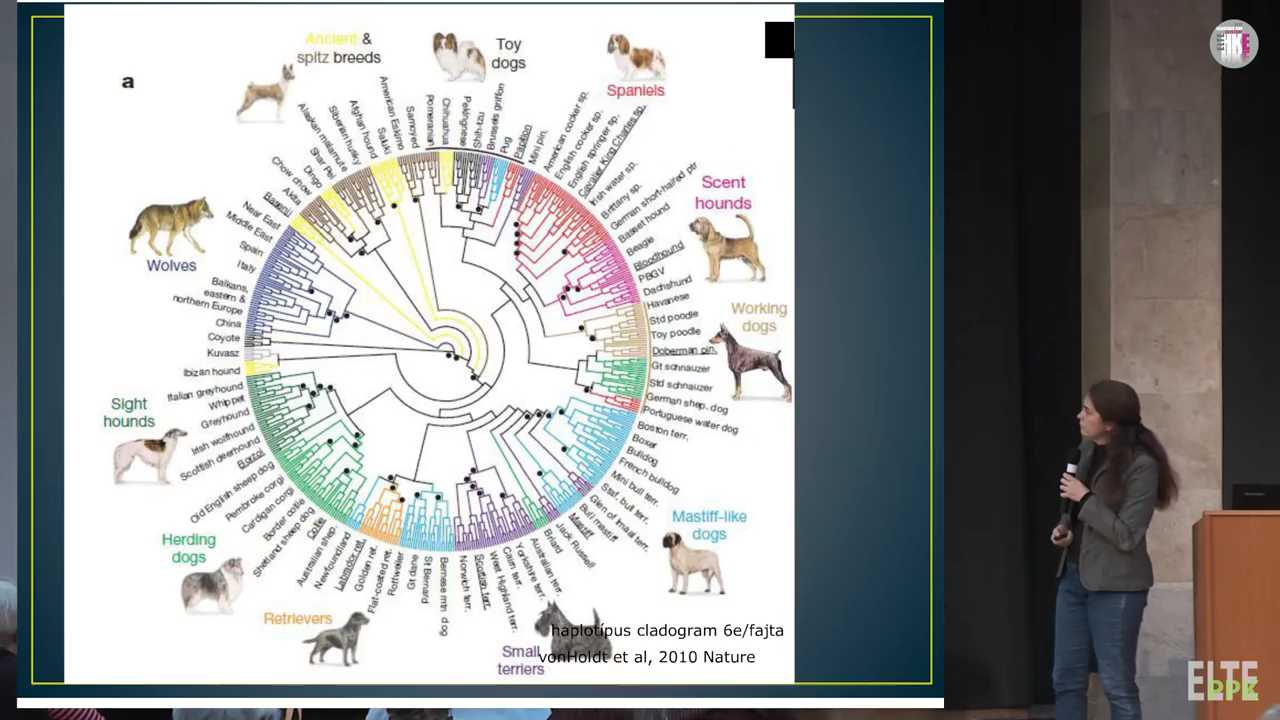 a
Ancient &
spitz breeds
Toy
dogs
Spaniels
Scent
hounds
Working
dogs
Mastiff-like
dogs
Small
terriers
Retrievers
Herding
dogs
Sight
hounds
Wolves
Near East
Middle East
Spain
Italy
Balkans,
eastern &
northern Europe
China
Coyote
Kuvasz
Ibizan hound
Italian greyhound
Whippet
Greyhound
Irish wolfhound
Scottish deerhound
Borzoi
Old English sheep dog
Pembroke corgi
Cardigan corgi
Border collie
Shetland sheep dog
Collie
Australian shep.
Newfoundland
Labrador ret.
Golden ret.
Flat-coated ret.
Rottweiler
Gt dane
St Bernard
Bernese mtn dog
Norwich terr.
Scottish terr.
West Highland terr.
Cairn terr.
Yorkshire terr.
Australian terr.
Briard
Jack Russell
Mastiff
Bull mastiff
Glen of Imaal terr.
Staf. bull terr.
Mini bull terr.
French bulldog
Bulldog
Boxer
Boston terr.
Portuguese water dog
German shep. dog
Std schnauzer
Gt schnauzer
Doberman pin.
Toy poodle
Std poodle
Havanese
Dachshund
PBGV
Bloodhound
Beagle
Basset hound
German short-haired ptr
Brittany sp.
Irish water sp.
Cavalier King Charles sp.
English springer sp.
English cocker sp.
American cocker sp.
Mini pin.
Papillon
Pug
Brussels griffon
Shih-tzu
Pekingnese
Chihuahua
Pomeranian
Samoyed
American Eskimo
Saluki
Afghan hound
Siberian husky
Alaskan malamute
Shar Pei
Dingo
Chow chow
Akita
Basenji
haplotípus cladogram 6e/fajta
vonHoldt et al, 2010 Nature
ELTE
PPK